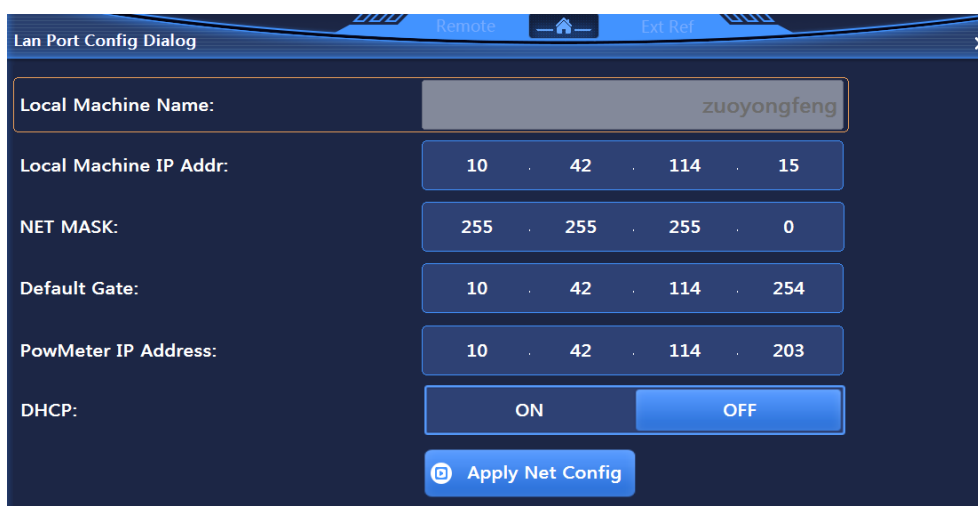 Remote Ext Ref
Lan Port Config Dialog
Local Machine Name: zuoyongfeng
Local Machine IP Addr: 10 . 42 . 114 . 15
NET MASK: 255 . 255 . 255 . 0
Default Gate: 10 . 42 . 114 . 254
PowMeter IP Address: 10 . 42 . 114 . 203
DHCP: ON OFF
Apply Net Config